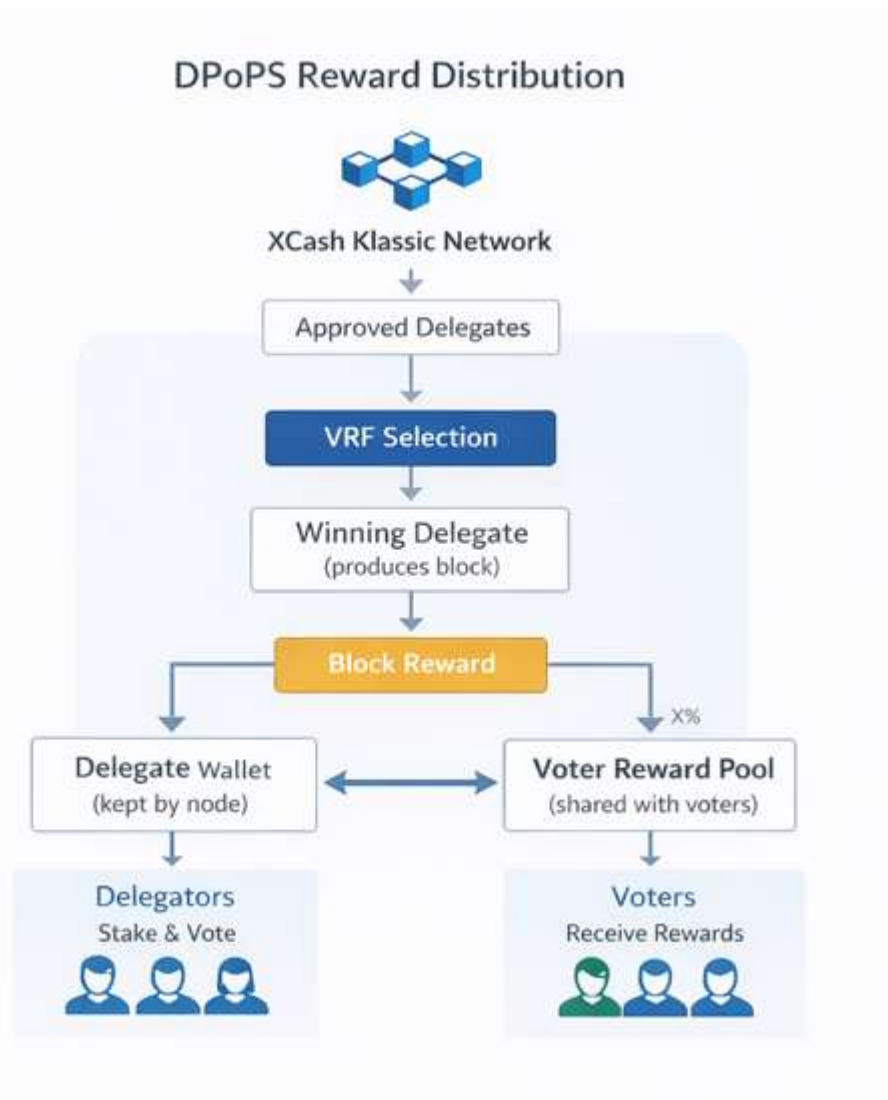 DPoPS Reward Distribution
XCash Klassic Network
Approved Delegates
VRF Selection
Winning Delegate
(produces block)
Block Reward
X%
Delegate Wallet
(kept by node)
Voter Reward Pool
(shared with voters)
Delegators
Stake & Vote
Voters
Receive Rewards